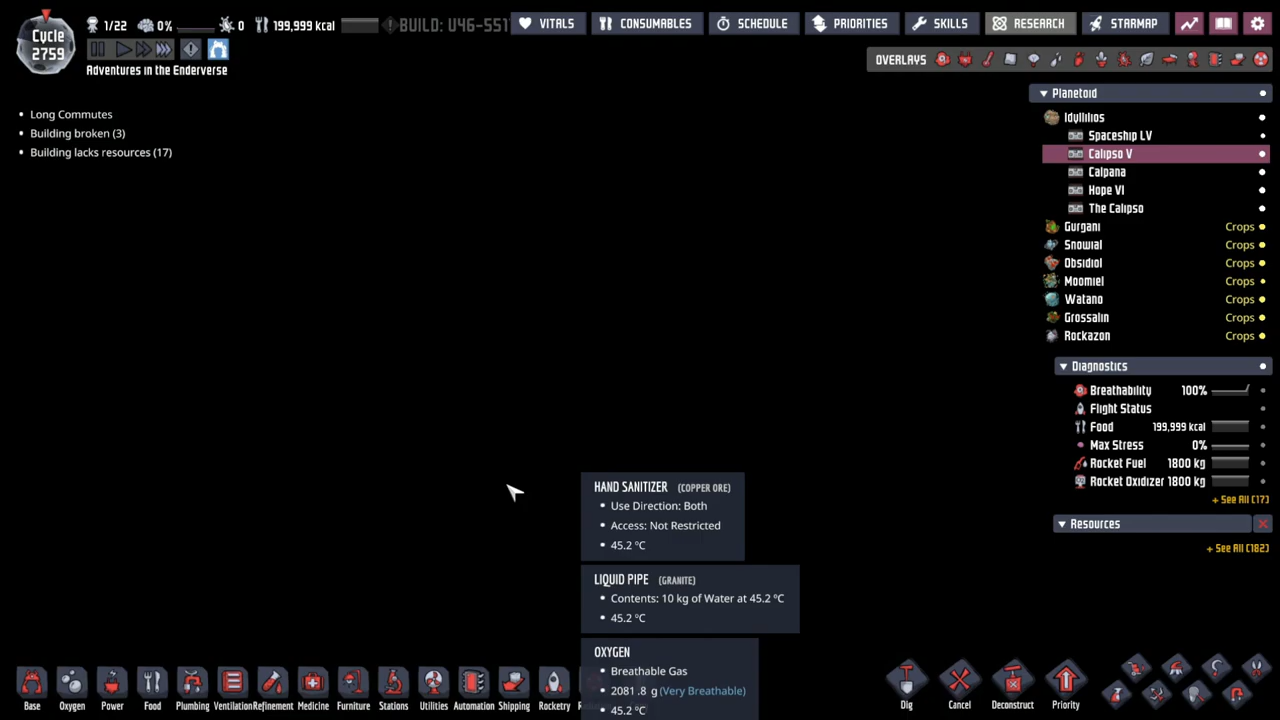 Cycle
2759
1/22
0%
0
199,999 kcal
BUILD: U46-551
VITALS
CONSUMABLES
SCHEDULE
PRIORITIES
SKILLS
RESEARCH
STARMAP
Adventures in the Enderverse
OVERLAYS
Long Commutes
Building broken (3)
Building lacks resources (17)
Planetoid
Idyllilios
Spaceship LV
Calipso V
Calpana
Hope VI
The Calipso
Gurgani Crops
Snowial Crops
Obsidiol Crops
Moomiel Crops
Watano Crops
Grossalin Crops
Rockazon Crops
Diagnostics
Breathability 100%
Flight Status
Food 199,999 kcal
Max Stress 0%
Rocket Fuel 1800 kg
Rocket Oxidizer 1800 kg
+ See All (17)
Resources
+ See All (182)
HAND SANITIZER (COPPER ORE)
Use Direction: Both
Access: Not Restricted
45.2 ºC
LIQUID PIPE (GRANITE)
Contents: 10 kg of Water at 45.2 ºC
45.2 ºC
OXYGEN
Breathable Gas
2081.8 g (Very Breathable)
45.2 ºC
Base
Oxygen
Power
Food
Plumbing
Ventilation
Refinement
Medicine
Furniture
Stations
Utilities
Automation
Shipping
Rocketry
Dig
Cancel
Deconstruct
Priority